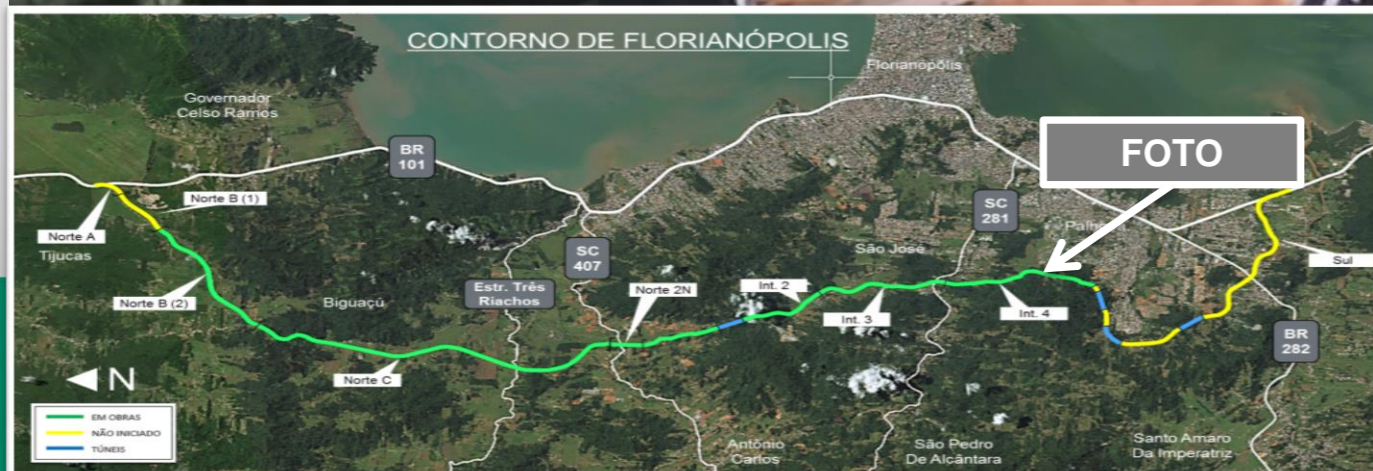 CONTORNO DE FLORIANÓPOLIS
Florianópolis
Governador
Celso Ramos
BR
101
FOTO
Norte B (1)
SC
281
Norte A
Tijucas
SC
407
São José
Sul
Estr. Três
Riachos
Norte 2N
Int. 2
Norte B (2)
Biguaçú
Int. 3
Int. 4
BR
282
N
Norte C
EM OBRAS
NÃO INICIADO
TÚNEIS
Antônio
Carlos
São Pedro
De Alcântara
Santo Amaro
Da Imperatriz